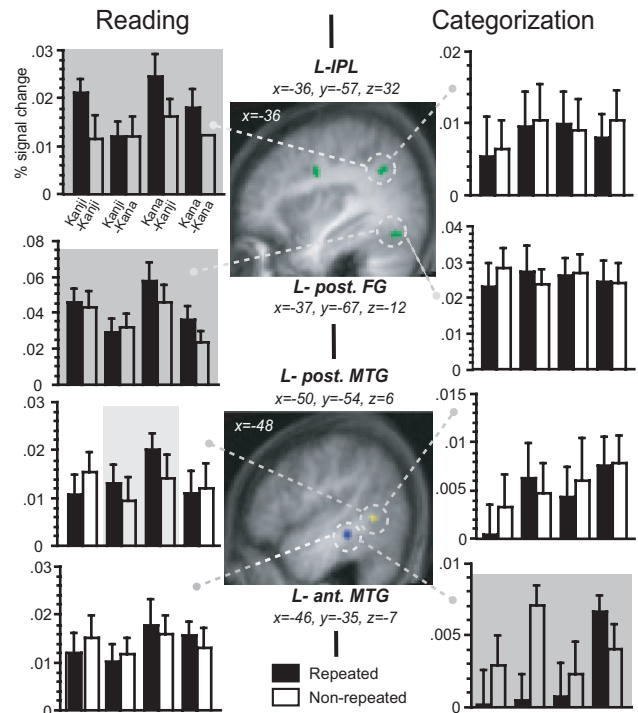 Reading
Categorization
L-IPL
x=-36, y=-57, z=32
% signal change
.03
.02
.01
0
Kanji-Kanji
Kanji-Kana
Kana-Kanji
Kana-Kana
x=-36
.02
.01
0
.08
.06
.04
.02
0
L- post. FG
x=-37, y=-67, z=-12
.04
.03
.02
.01
0
L- post. MTG
x=-50, y=-54, z=6
.03
.02
.01
0
x=-48
.015
.01
.005
0
L- ant. MTG
x=-46, y=-35, z=-7
.03
.02
.01
0
.01
.005
0
Repeated
Non-repeated